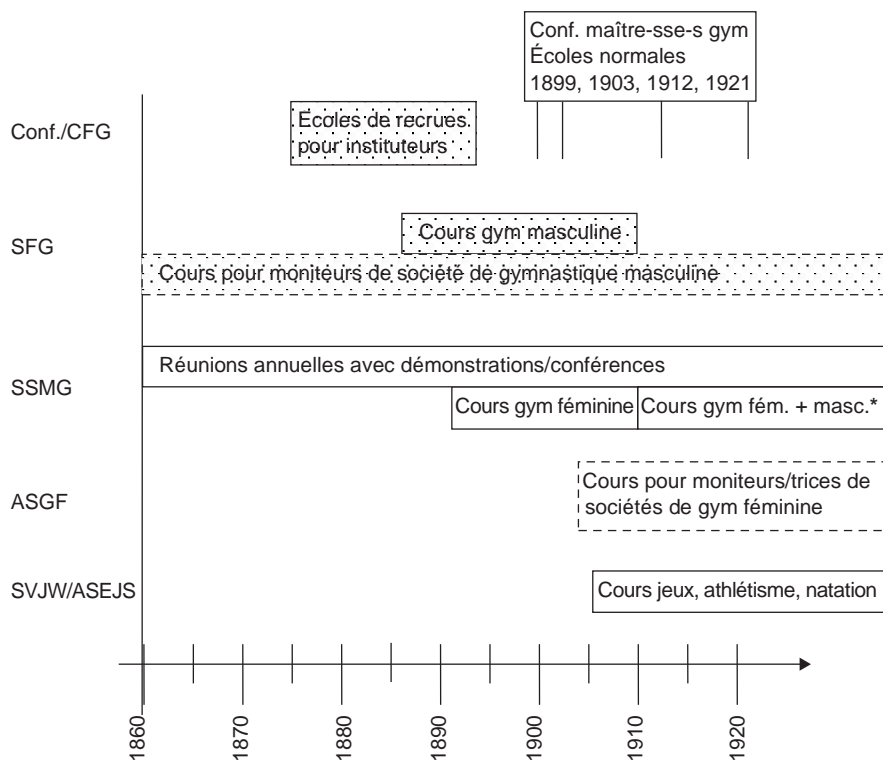 Conf. maître-sse-s gym
Écoles normales
1899, 1903, 1912, 1921
Conf./CFG
Ecoles de recrues
pour instituteurs
SFG
Cours gym masculine
Cours pour moniteurs de société de gymnastique masculine
SSMG
Réunions annuelles avec démonstrations/conférences
Cours gym féminine
Cours gym fém. + masc.*
ASGF
Cours pour moniteurs/trices de
sociétés de gym féminine
SVJW/ASEJS
Cours jeux, athlétisme, natation
1860
1870
1880
1890
1900
1910
1920